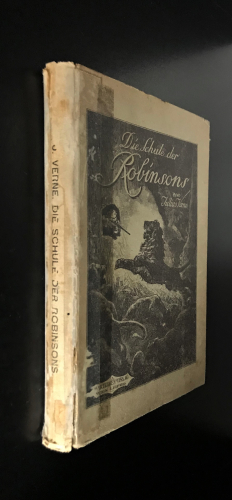 J. VERNE, DIE SCHULE DER ROBINSONS
Die Schule der
Robinsons
von
Jules Verne